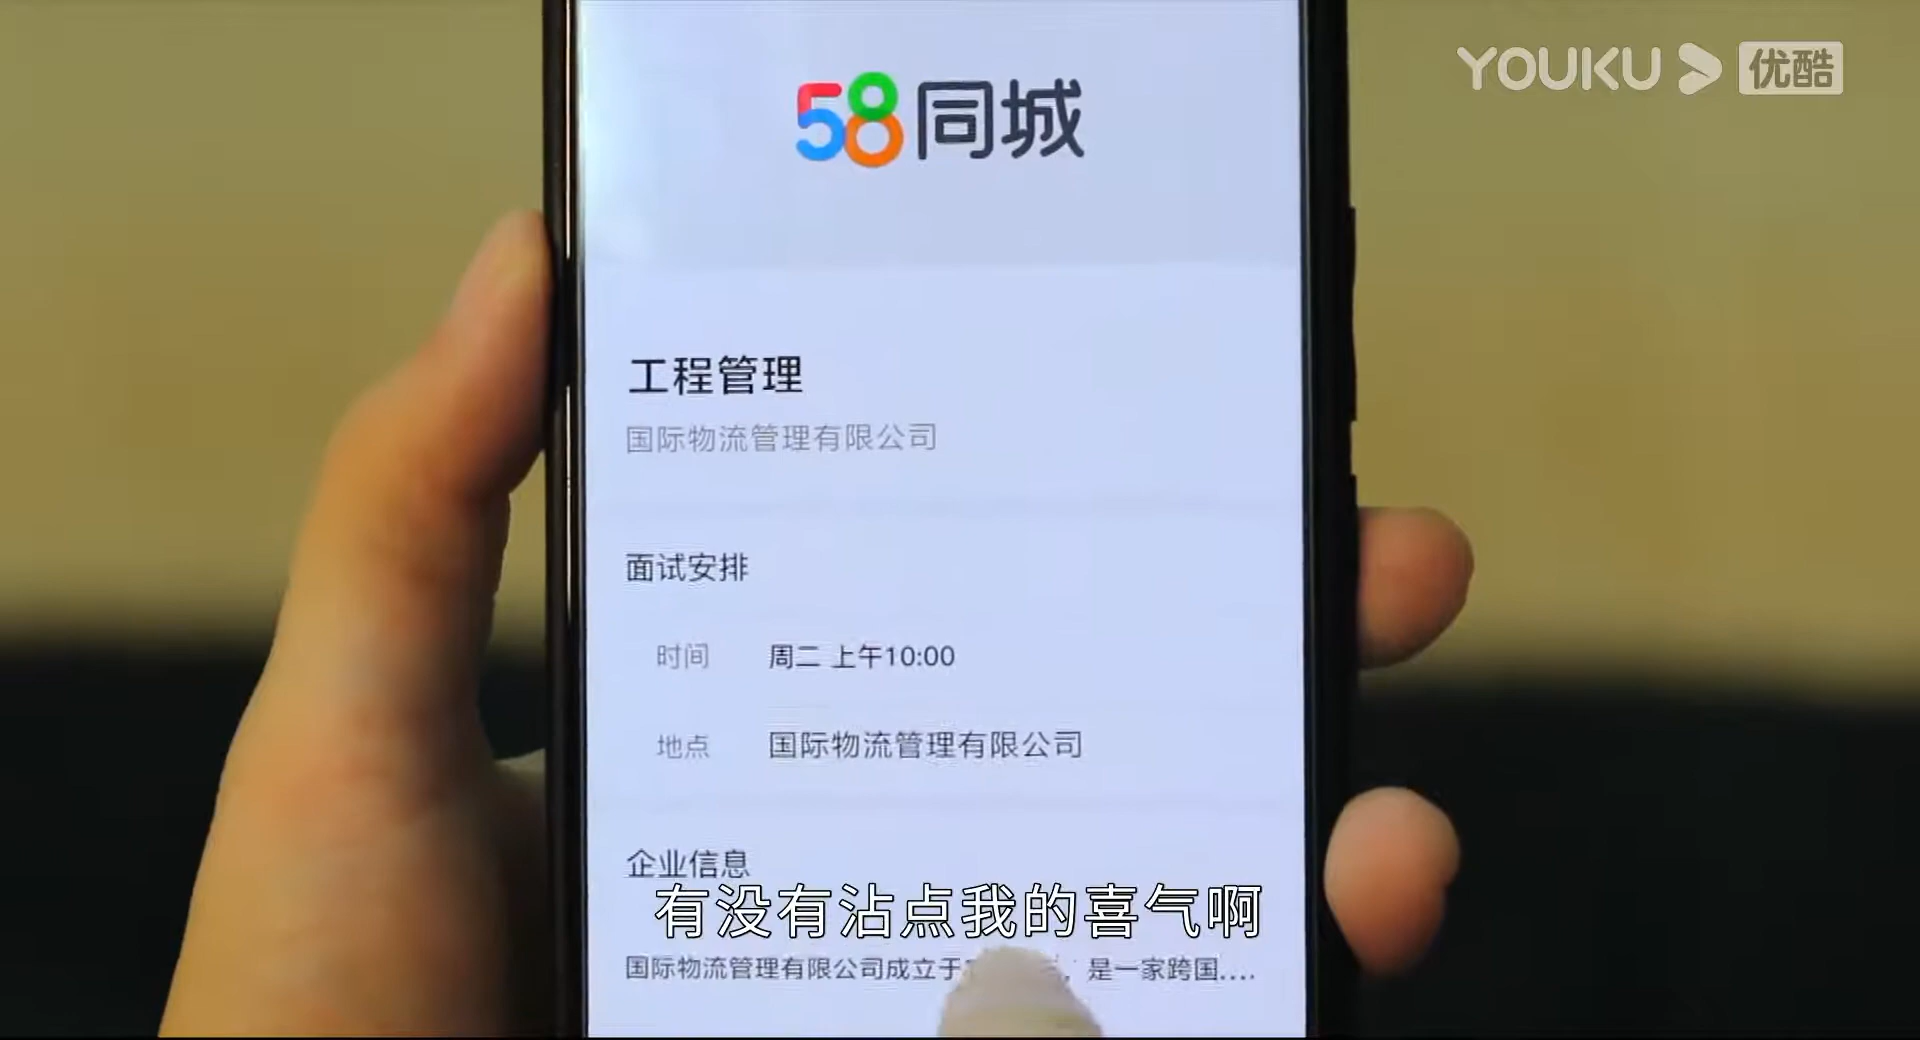 YOUKU 优酷
58同城
工程管理
国际物流管理有限公司
面试安排
时间 周二 上午10:00
地点 国际物流管理有限公司
企业信息
有没有沾点我的喜气啊
国际物流管理有限公司成立于 ，是一家跨国....